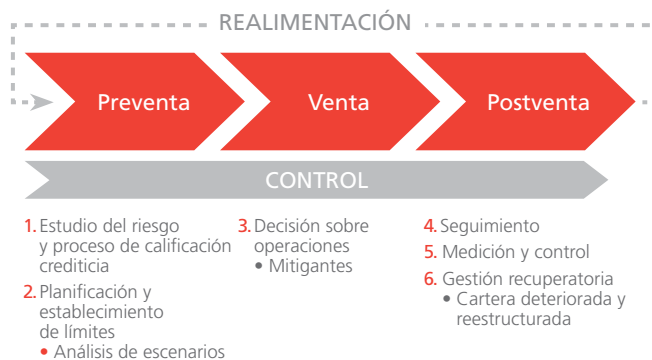 REALIMENTACIÓN
Preventa
Venta
Postventa
CONTROL
1. Estudio del riesgo
y proceso de calificación
crediticia
2. Planificación y
establecimiento
de límites
• Análisis de escenarios
3. Decisión sobre
operaciones
• Mitigantes
4. Seguimiento
5. Medición y control
6. Gestión recuperatoria
• Cartera deteriorada y
reestructurada